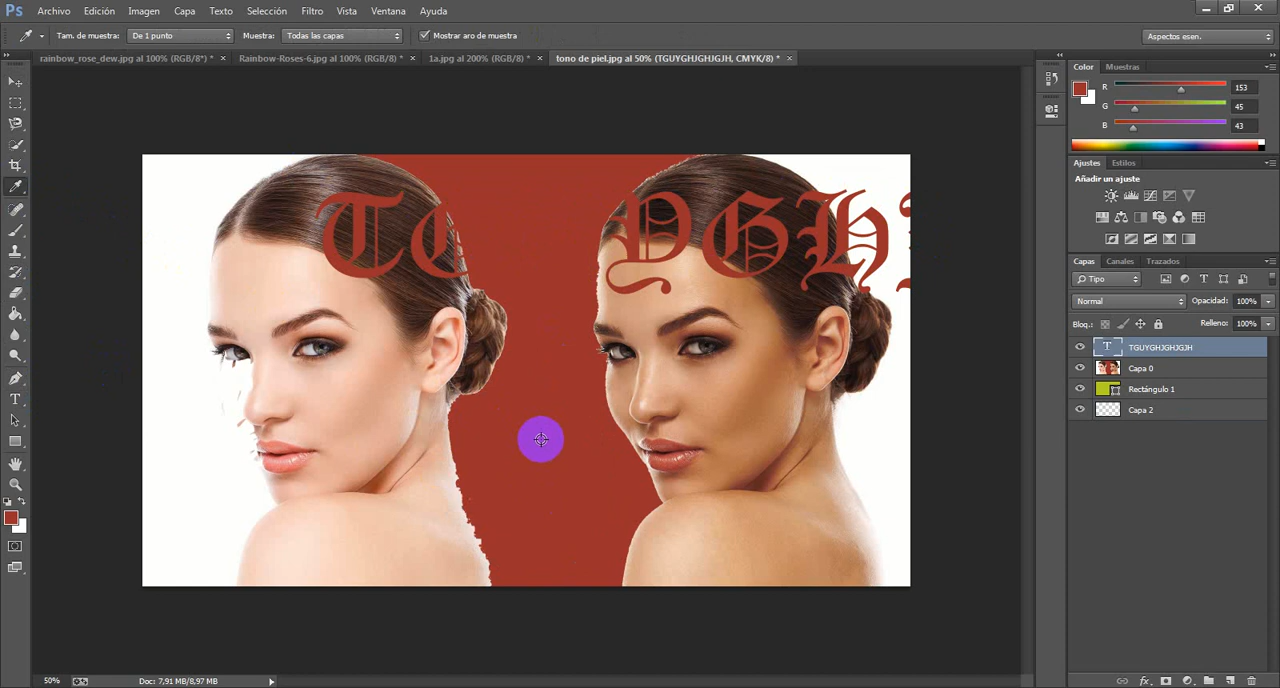 Ps Archivo Edición Imagen Capa Texto Selección Filtro Vista Ventana Ayuda
Tam. de muestra: De 1 punto Muestra: Todas las capas Mostrar aro de muestra Aspectos esen.
rainbow_rose_dew.jpg al 100% (RGB/8*) * × Rainbow-Roses-6.jpg al 100% (RGB/8) * × 1a.jpg al 200% (RGB/8) * × tono de piel.jpg al 50% (TGUYGHJGHJGJH, CMYK/8) * ×
Color Muestras
R 153
G 45
B 43
Ajustes Estilos
Añadir un ajuste
Capas Canales Trazados
Tipo
Normal Opacidad: 100%
Bloq.: Relleno: 100%
T TGUYGHJGHJGJH
Capa 0
Rectángulo 1
Capa 2
YGH
50% Doc: 7,91 MB/8,97 MB